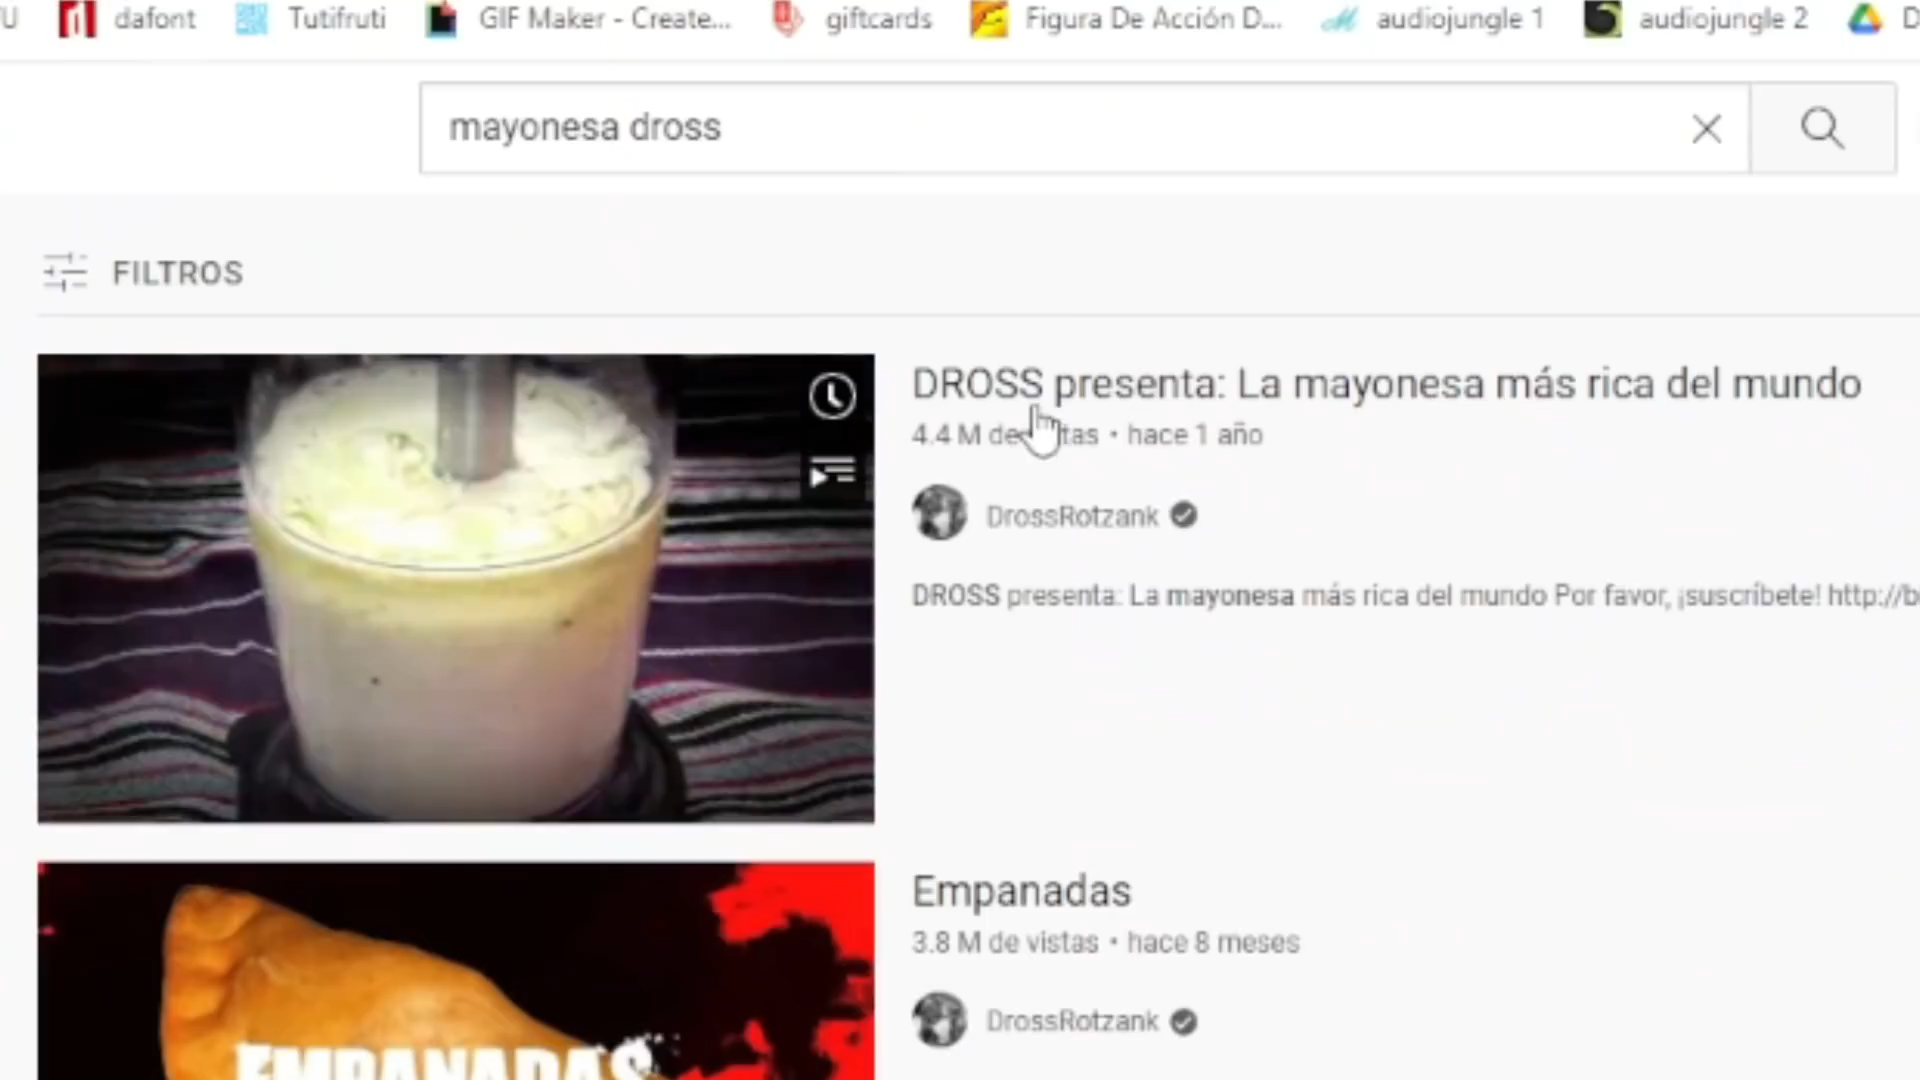 dafont Tutifruti GIF Maker - Create... giftcards Figura De Acción D... audiojungle 1 audiojungle 2
mayonesa dross
FILTROS
DROSS presenta: La mayonesa más rica del mundo
4.4 M de tas • hace 1 año
DrossRotzank
DROSS presenta: La mayonesa más rica del mundo Por favor, ¡suscríbete! http://b
Empanadas
3.8 M de vistas • hace 8 meses
DrossRotzank
EMPANADAS